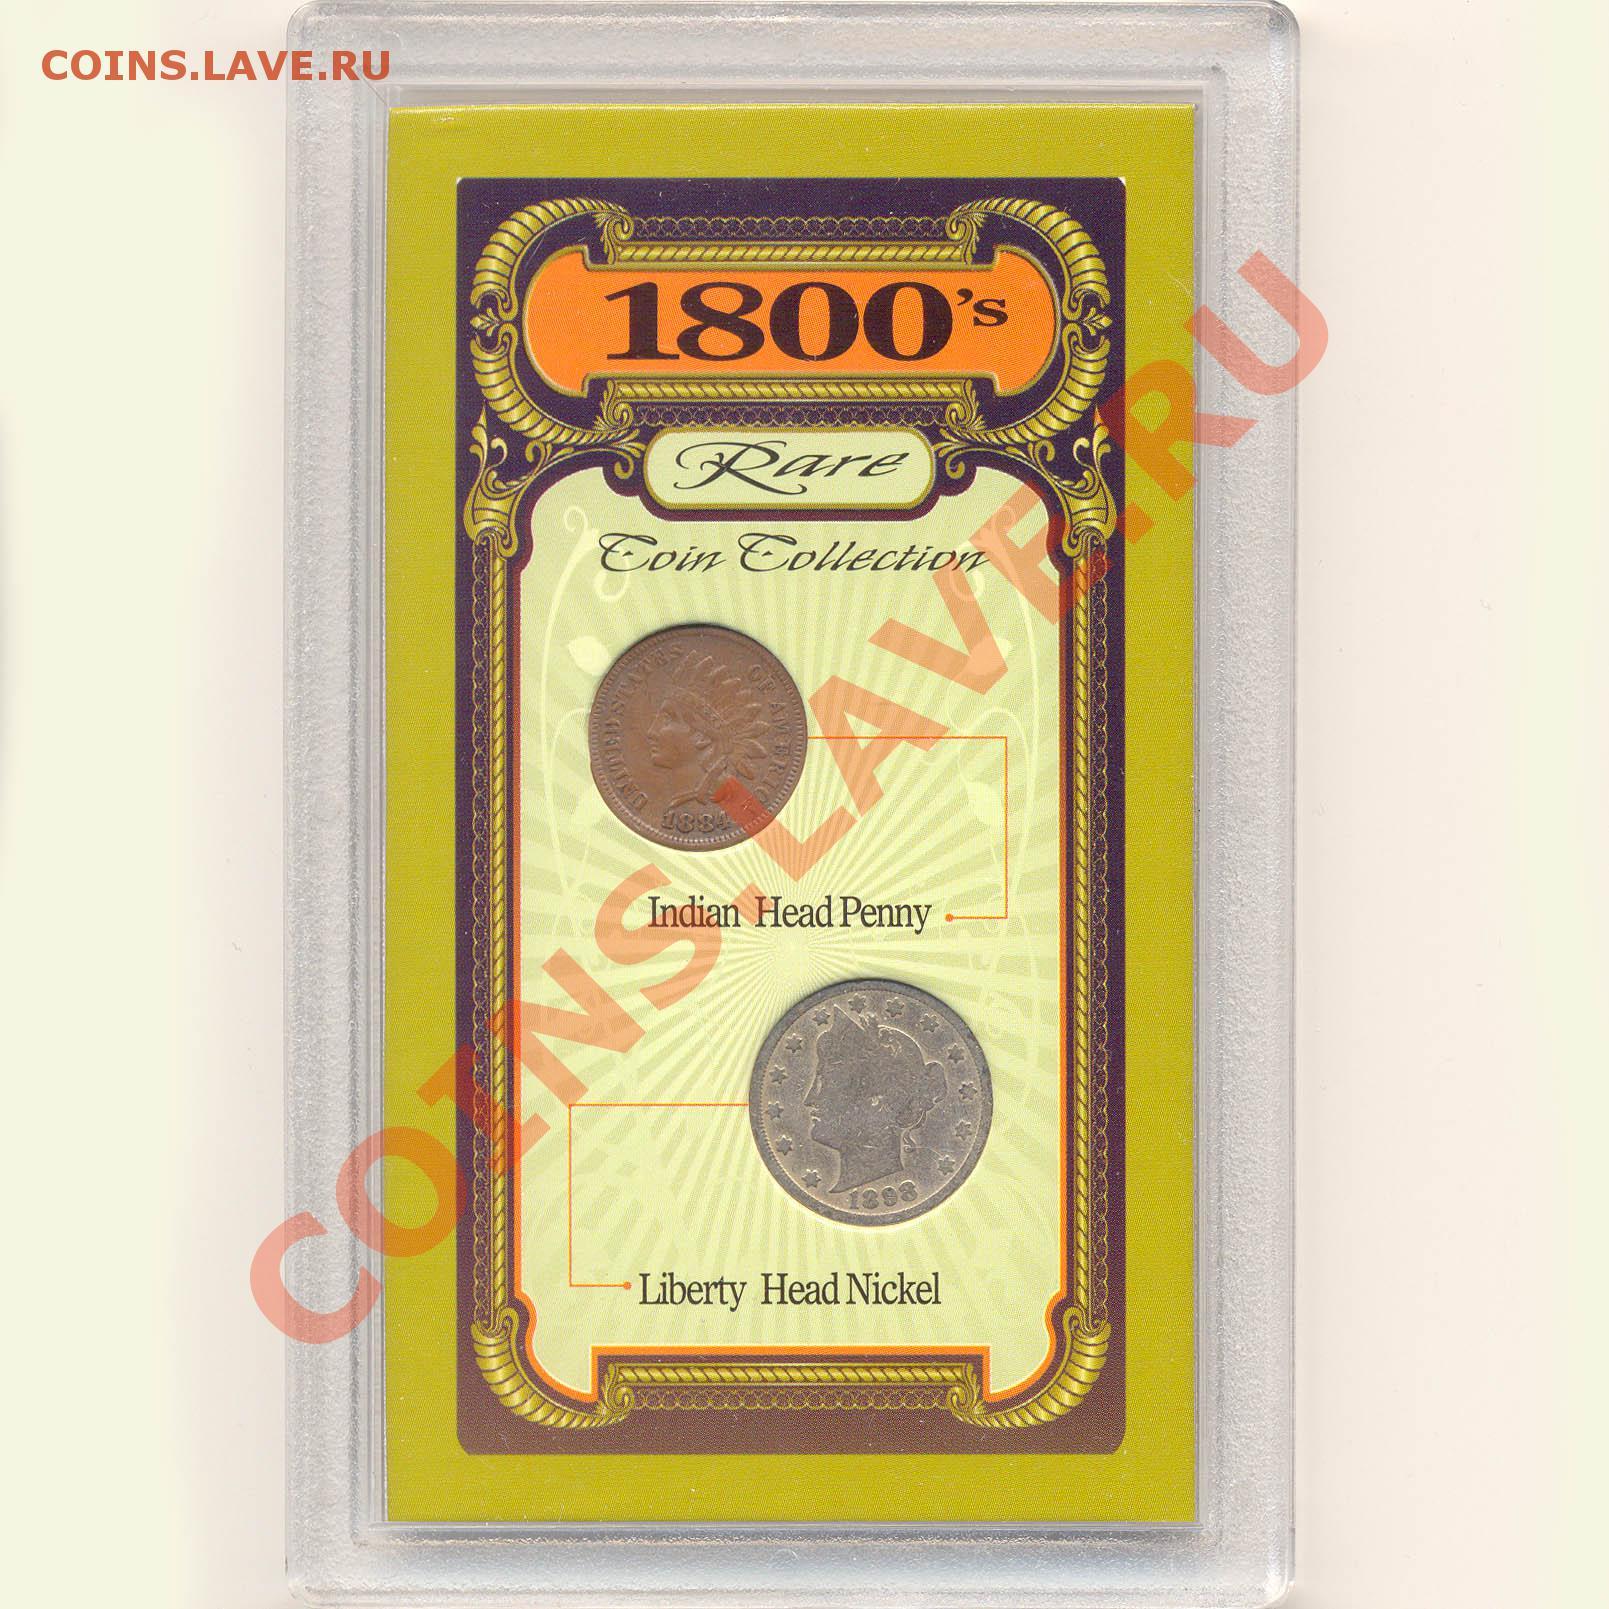 COINS.LAVE.RU
1800's
Rare
Coin Collection
UNITED STATES OF AMERICA
1884
Indian Head Penny
1898
Liberty Head Nickel
COINS.LAVE.RU